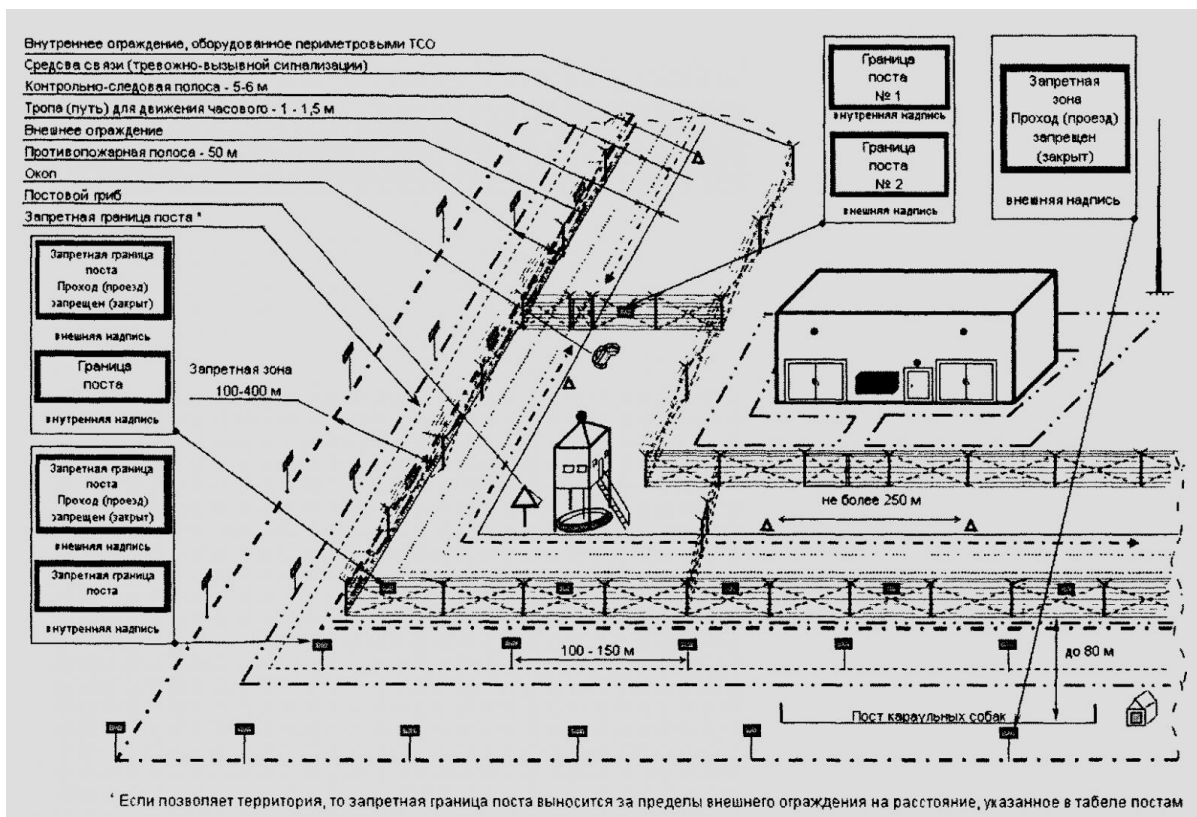 Внутреннее ограждение, оборудованное периметровыми ТСО
Средсва связи (тревожно-вызывной сигнализации)
Контрольно-следовая полоса - 5-6 м
Тропа (путь) для движения часового - 1 - 1,5 м
Внешнее ограждение
Противопожарная полоса - 50 м
Окоп
Постовой гриб
Запретная граница поста *
Граница
поста
№ 1
внутренняя надпись
Граница
поста
№ 2
внешняя надпись
Запретная
зона
Проход (проезд)
запрещен
(закрыт)
внешняя надпись
Запретная граница
поста
Проход (проезд)
запрещен (закрыт)
внешняя надпись
Граница
поста
внутренняя надпись
Запретная зона
100-400 м
Запретная граница
поста
Проход (проезд)
запрещен (закрыт)
внешняя надпись
Запретная граница
поста
внутренняя надпись
не более 250 м
100 - 150 м
до 80 м
Пост караульных собак
* Если позволяет территория, то запретная граница поста выносится за пределы внешнего ограждения на расстояние, указанное в табеле постам